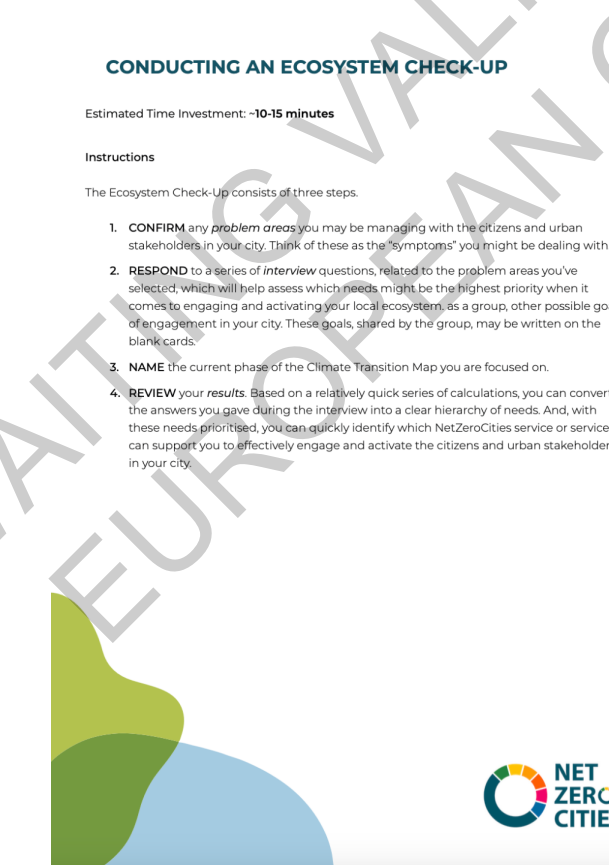 CONDUCTING AN ECOSYSTEM CHECK-UP
Estimated Time Investment: ~10-15 minutes
Instructions
The Ecosystem Check-Up consists of three steps.
1. CONFIRM any problem areas you may be managing with the citizens and urban
stakeholders in your city. Think of these as the “symptoms” you might be dealing with
2. RESPOND to a series of interview questions, related to the problem areas you’ve
selected, which will help assess which needs might be the highest priority when it
comes to engaging and activating your local ecosystem. as a group, other possible
of engagement in your city. These goals, shared by the group, may be written on the
blank cards.
3. NAME the current phase of the Climate Transition Map you are focused on.
4. REVIEW your results. Based on a relatively quick series of calculations, you can convert
the answers you gave during the interview into a clear hierarchy of needs. And, with
these needs prioritised, you can quickly identify which NetZeroCities service or service
can support you to effectively engage and activate the citizens and urban stakeholder
in your city.
AITING VAL
EUROPEAN
NET
ZERO
CITIE